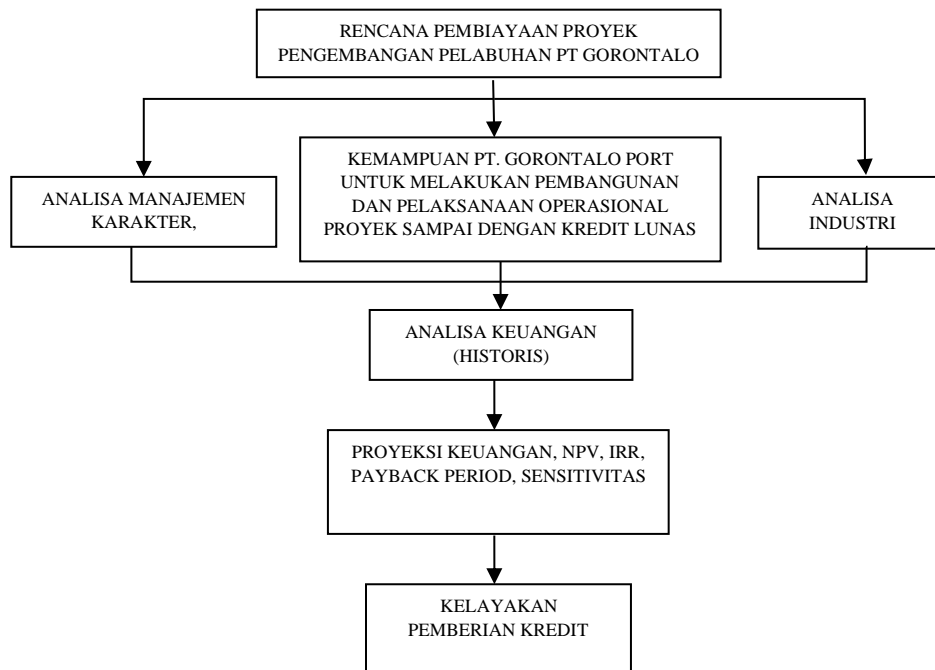 RENCANA PEMBIAYAAN PROYEK
PENGEMBANGAN PELABUHAN PT GORONTALO
ANALISA MANAJEMEN
KARAKTER,
KEMAMPUAN PT. GORONTALO PORT
UNTUK MELAKUKAN PEMBANGUNAN
DAN PELAKSANAAN OPERASIONAL
PROYEK SAMPAI DENGAN KREDIT LUNAS
ANALISA
INDUSTRI
ANALISA KEUANGAN
(HISTORIS)
PROYEKSI KEUANGAN, NPV, IRR,
PAYBACK PERIOD, SENSITIVITAS
KELAYAKAN
PEMBERIAN KREDIT